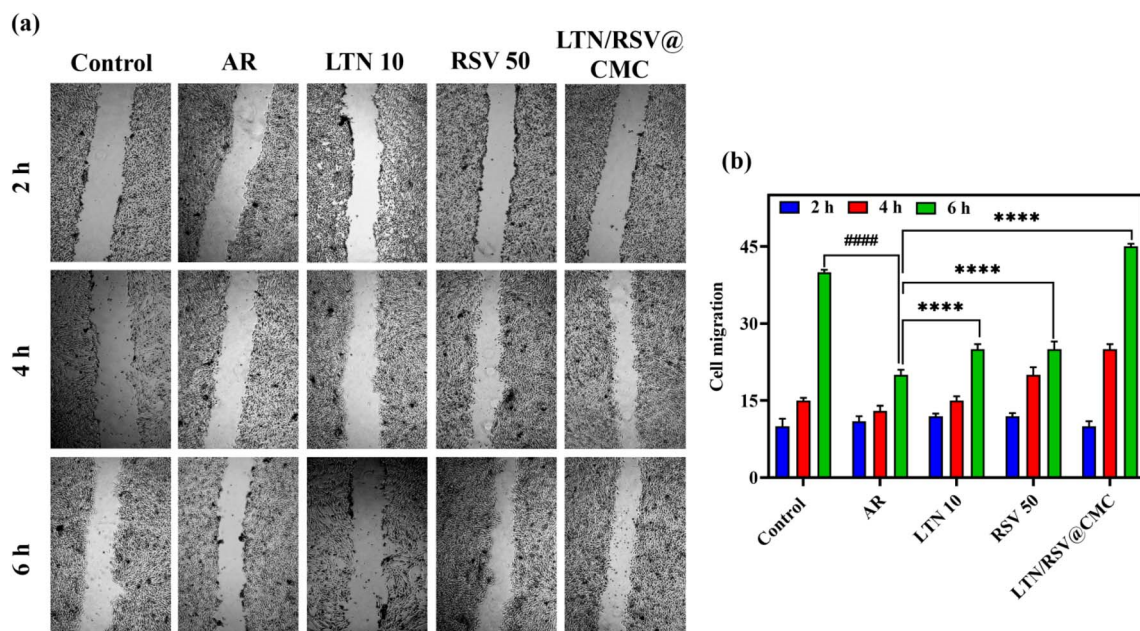 (a)
Control
AR
LTN 10
RSV 50
LTN/RSV@
CMC
2 h
4 h
6 h
(b)
2 h
4 h
6 h
####
****
****
****
Cell migration
45
30
15
0
Control
AR
LTN 10
RSV 50
LTN/RSV@CMC